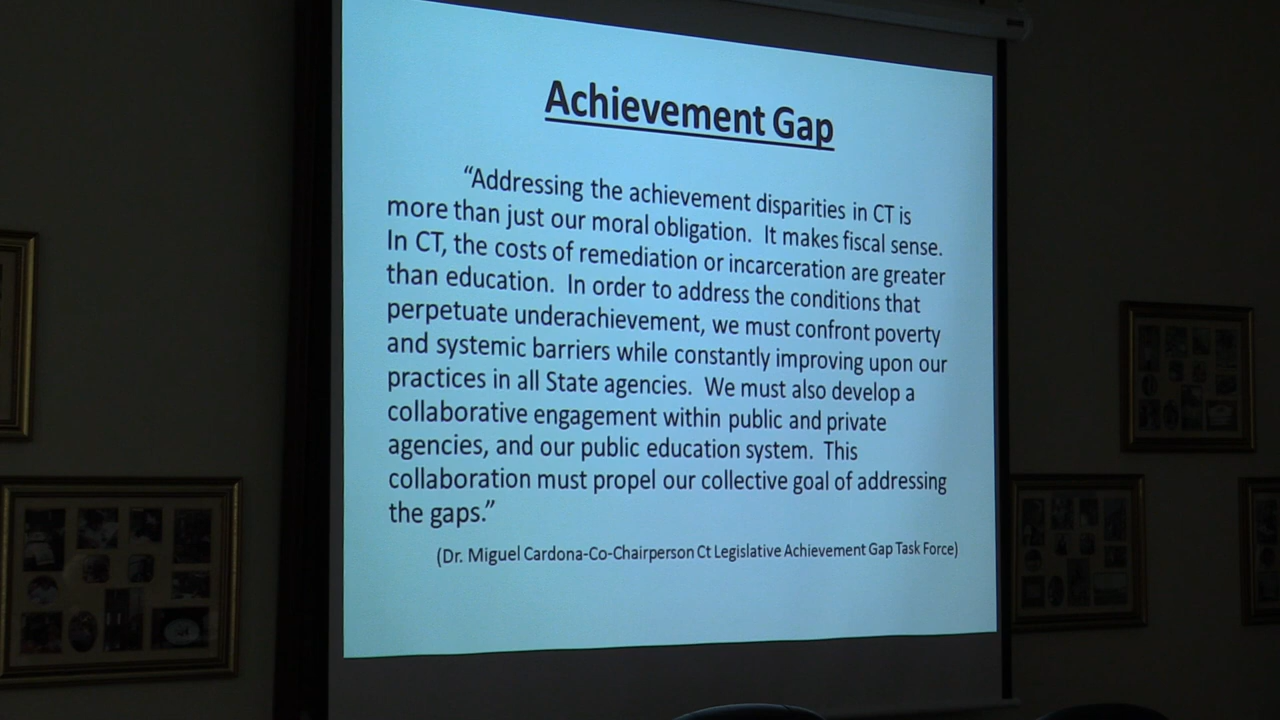 Achievement Gap
“Addressing the achievement disparities in CT is
more than just our moral obligation.  It makes fiscal sense.
In CT, the costs of remediation or incarceration are greater
than education.  In order to address the conditions that
perpetuate underachievement, we must confront poverty
and systemic barriers while constantly improving upon our
practices in all State agencies.  We must also develop a
collaborative engagement within public and private
agencies, and our public education system.  This
collaboration must propel our collective goal of addressing
the gaps.”
(Dr. Miguel Cardona-Co-Chairperson Ct Legislative Achievement Gap Task Force)